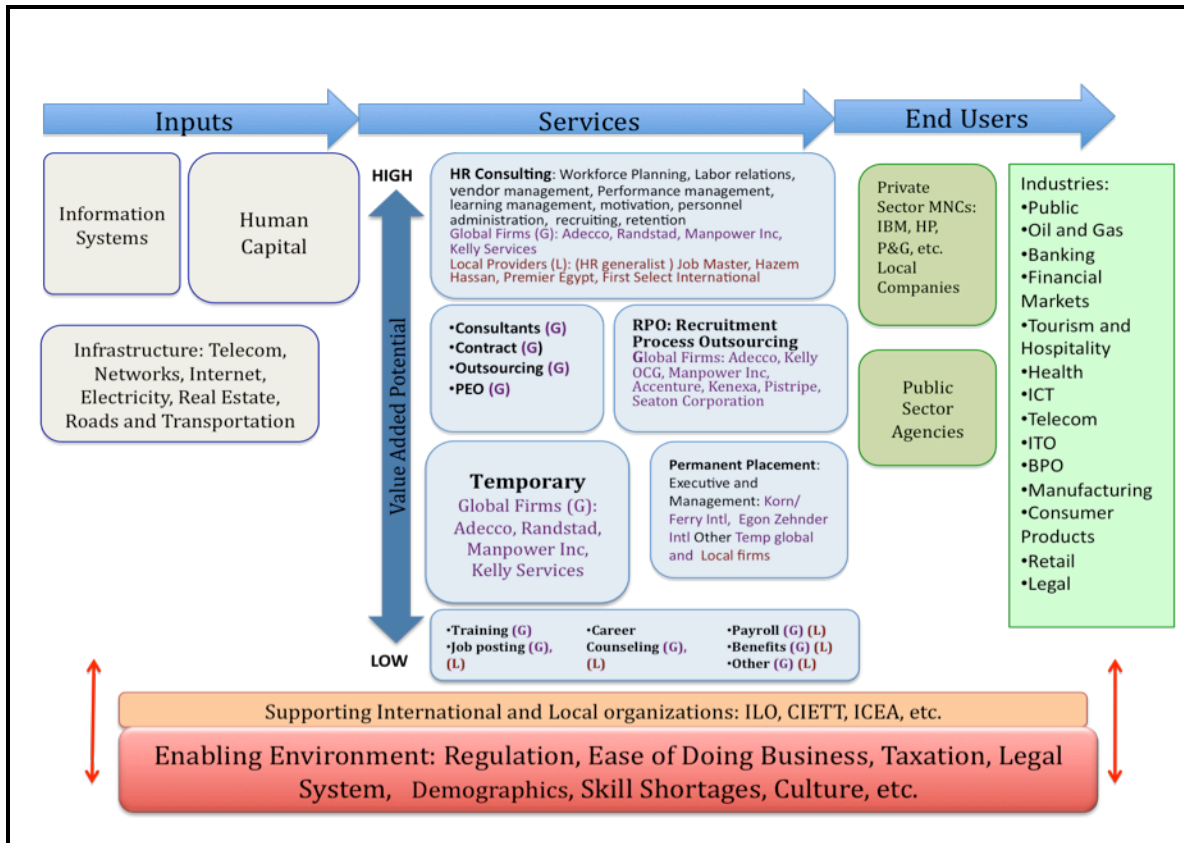 Inputs
Services
End Users
Information
Systems
Human
Capital
Infrastructure: Telecom,
Networks, Internet,
Electricity, Real Estate,
Roads and Transportation
HIGH
Value Added Potential
LOW
HR Consulting: Workforce Planning, Labor relations,
vendor management, Performance management,
learning management, motivation, personnel
administration, recruiting, retention
Global Firms (G): Adecco, Randstad, Manpower Inc,
Kelly Services
Local Providers (L): (HR generalist ) Job Master, Hazem
Hassan, Premier Egypt, First Select International
•Consultants (G)
•Contract (G)
•Outsourcing (G)
•PEO (G)
RPO: Recruitment
Process Outsourcing
Global Firms: Adecco, Kelly
OCG, Manpower Inc,
Accenture, Kenexa, Pistripe,
Seaton Corporation
Temporary
Global Firms (G):
Adecco, Randstad,
Manpower Inc,
Kelly Services
Permanent Placement:
Executive and
Management: Korn/
Ferry Intl, Egon Zehnder
Intl Other Temp global
and Local firms
•Training (G)
•Job posting (G),
(L)
•Career
Counseling (G),
(L)
•Payroll (G) (L)
•Benefits (G) (L)
•Other (G) (L)
Private
Sector MNCs:
IBM, HP,
P&G, etc.
Local
Companies
Public
Sector
Agencies
Industries:
•Public
•Oil and Gas
•Banking
•Financial
Markets
•Tourism and
Hospitality
•Health
•ICT
•Telecom
•ITO
•BPO
•Manufacturing
•Consumer
Products
•Retail
•Legal
Supporting International and Local organizations: ILO, CIETT, ICEA, etc.
Enabling Environment: Regulation, Ease of Doing Business, Taxation, Legal
System, Demographics, Skill Shortages, Culture, etc.